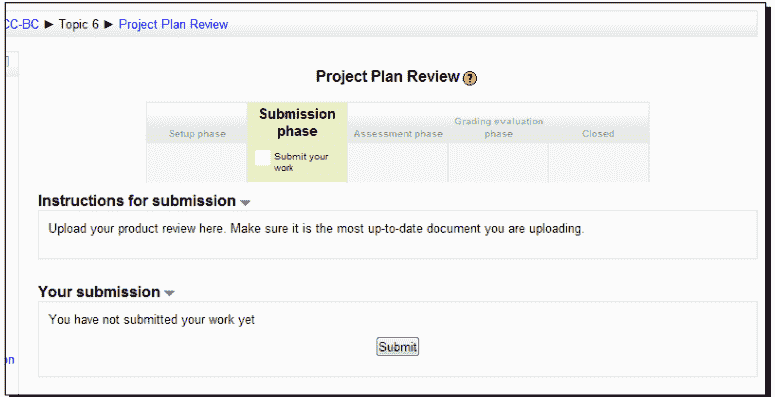 CC-BC ► Topic 6 ► Project Plan Review
Project Plan Review ?
Setup phase
Submission
phase
Submit your
work
Assessment phase
Grading evaluation
phase
Closed
Instructions for submission
Upload your product review here. Make sure it is the most up-to-date document you are uploading.
Your submission
You have not submitted your work yet
Submit
on